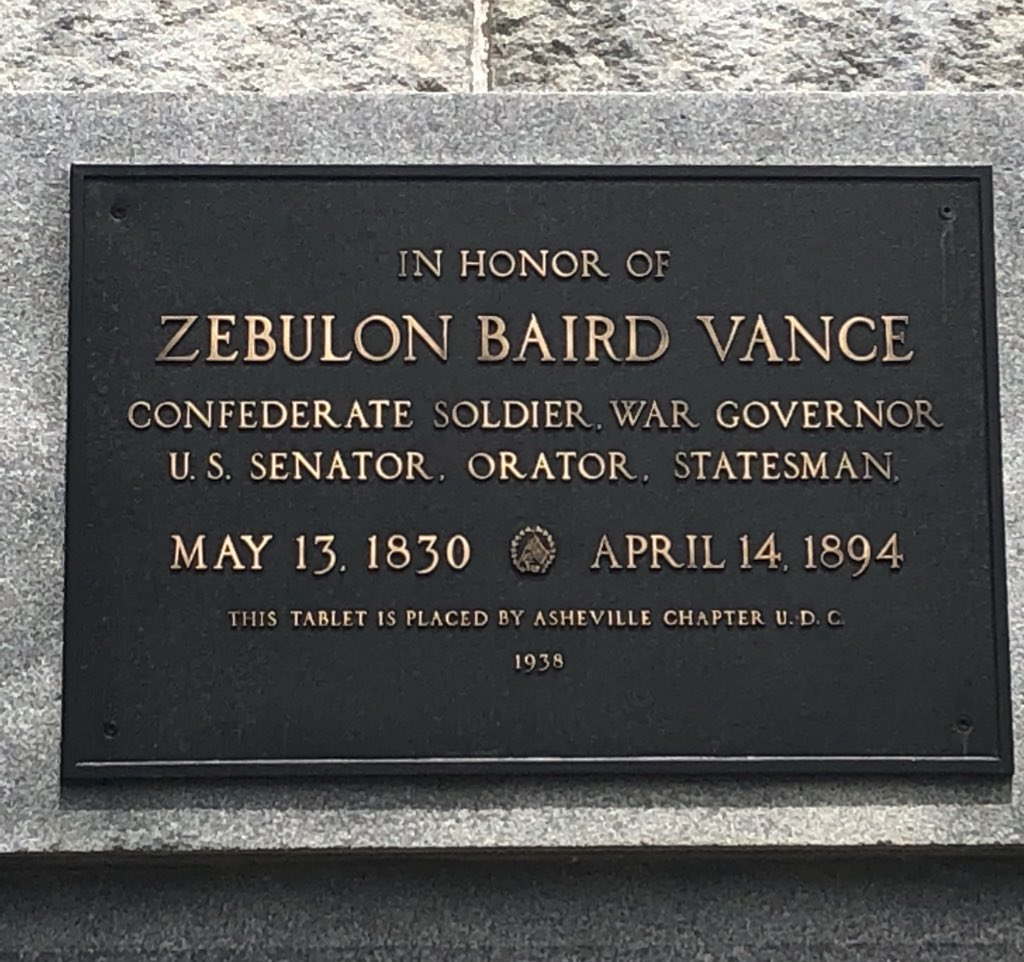 IN HONOR OF
ZEBULON BAIRD VANCE
CONFEDERATE SOLDIER, WAR GOVERNOR
U.S. SENATOR, ORATOR, STATESMAN,
MAY 13, 1830 APRIL 14, 1894
THIS TABLET IS PLACED BY ASHEVILLE CHAPTER U.D.C.
1938